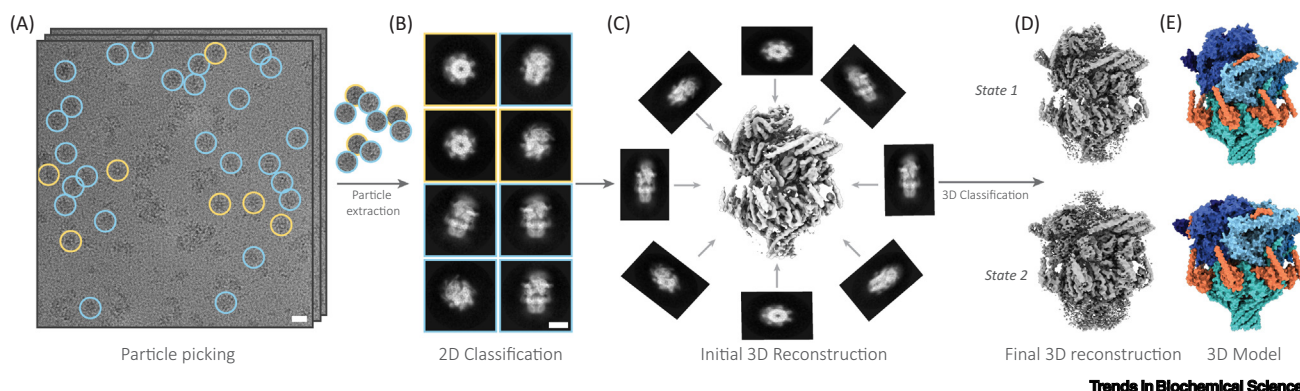 (A)
(B)
(C)
(D)
(E)
State 1
Particle
extraction
3D Classification
State 2
Particle picking
2D Classification
Initial 3D Reconstruction
Final 3D reconstruction
3D Model
Trends in Biochemical Sciences